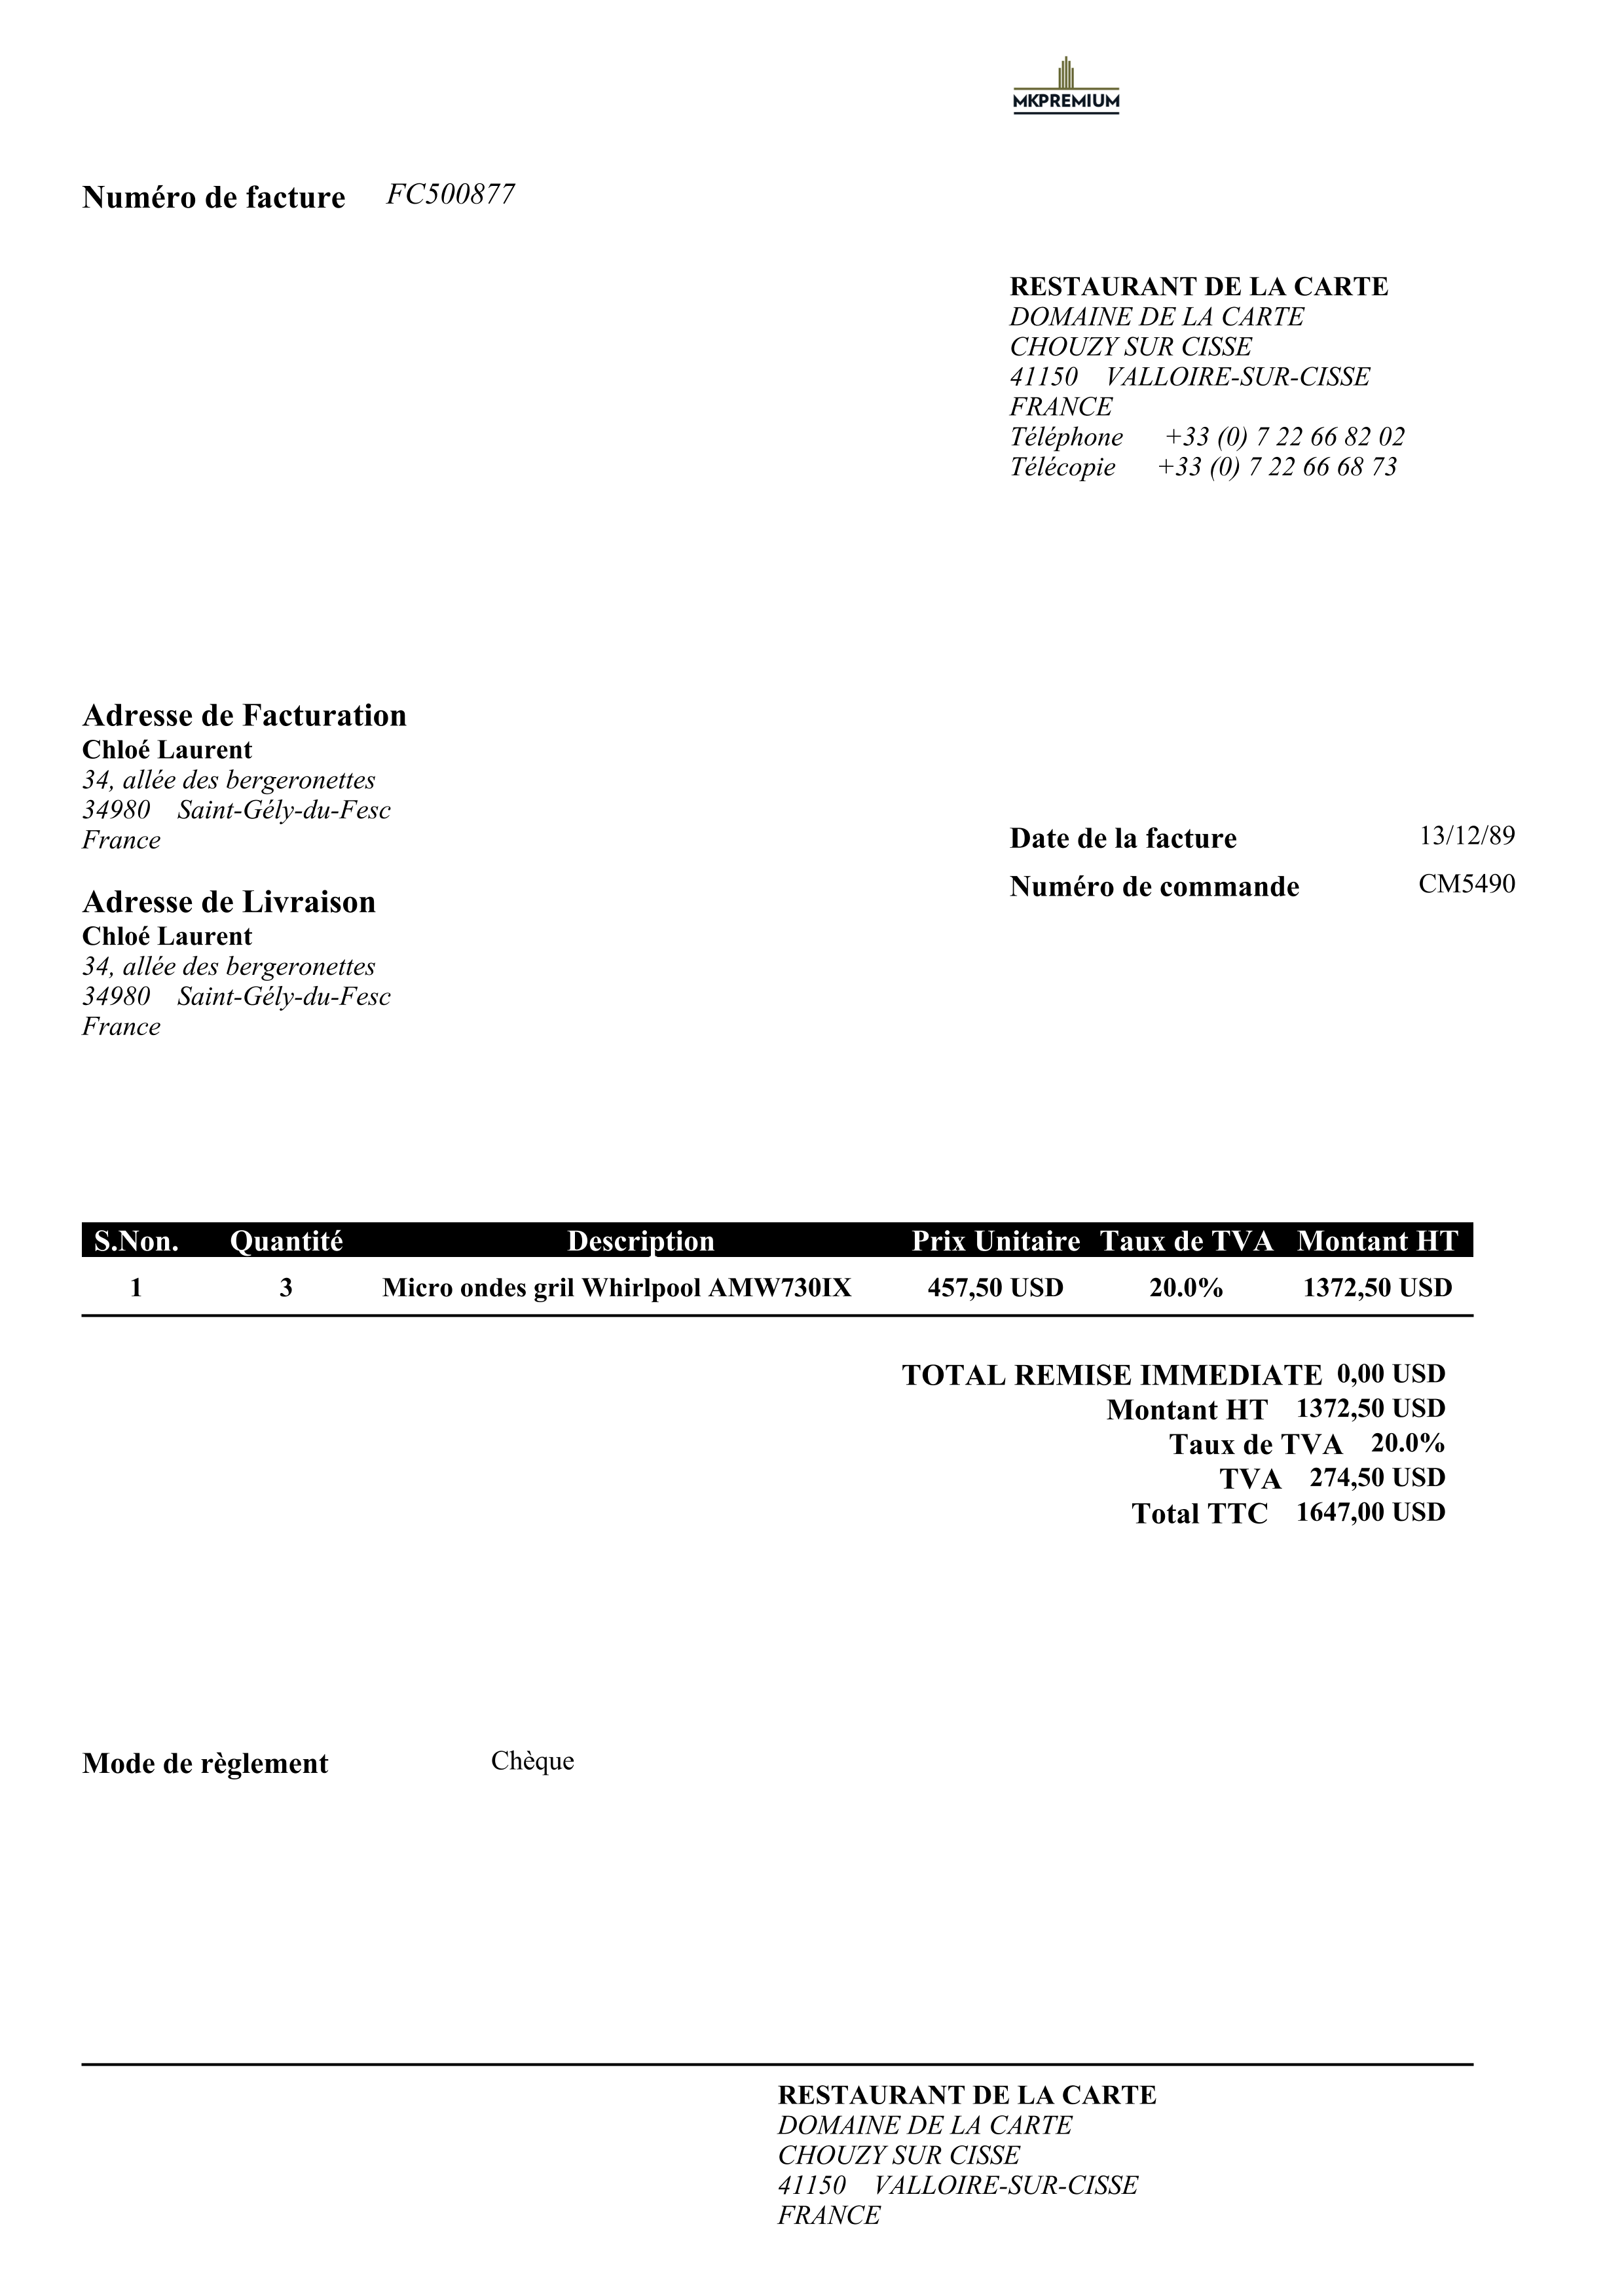 MKPREMIUM
Numéro de facture FC500877
RESTAURANT DE LA CARTE
DOMAINE DE LA CARTE
CHOUZY SUR CISSE
41150 VALLOIRE-SUR-CISSE
FRANCE
Téléphone +33 (0) 7 22 66 82 02
Télécopie +33 (0) 7 22 66 68 73
Adresse de Facturation
Chloé Laurent
34, allée des bergeronettes
34980 Saint-Gély-du-Fesc
France
Date de la facture 13/12/89
Numéro de commande CM5490
Adresse de Livraison
Chloé Laurent
34, allée des bergeronettes
34980 Saint-Gély-du-Fesc
France
S.Non. Quantité Description Prix Unitaire Taux de TVA Montant HT
1 3 Micro ondes gril Whirlpool AMW730IX 457,50 USD 20.0% 1372,50 USD
TOTAL REMISE IMMEDIATE 0,00 USD
Montant HT 1372,50 USD
Taux de TVA 20.0%
TVA 274,50 USD
Total TTC 1647,00 USD
Mode de règlement Chèque
RESTAURANT DE LA CARTE
DOMAINE DE LA CARTE
CHOUZY SUR CISSE
41150 VALLOIRE-SUR-CISSE
FRANCE